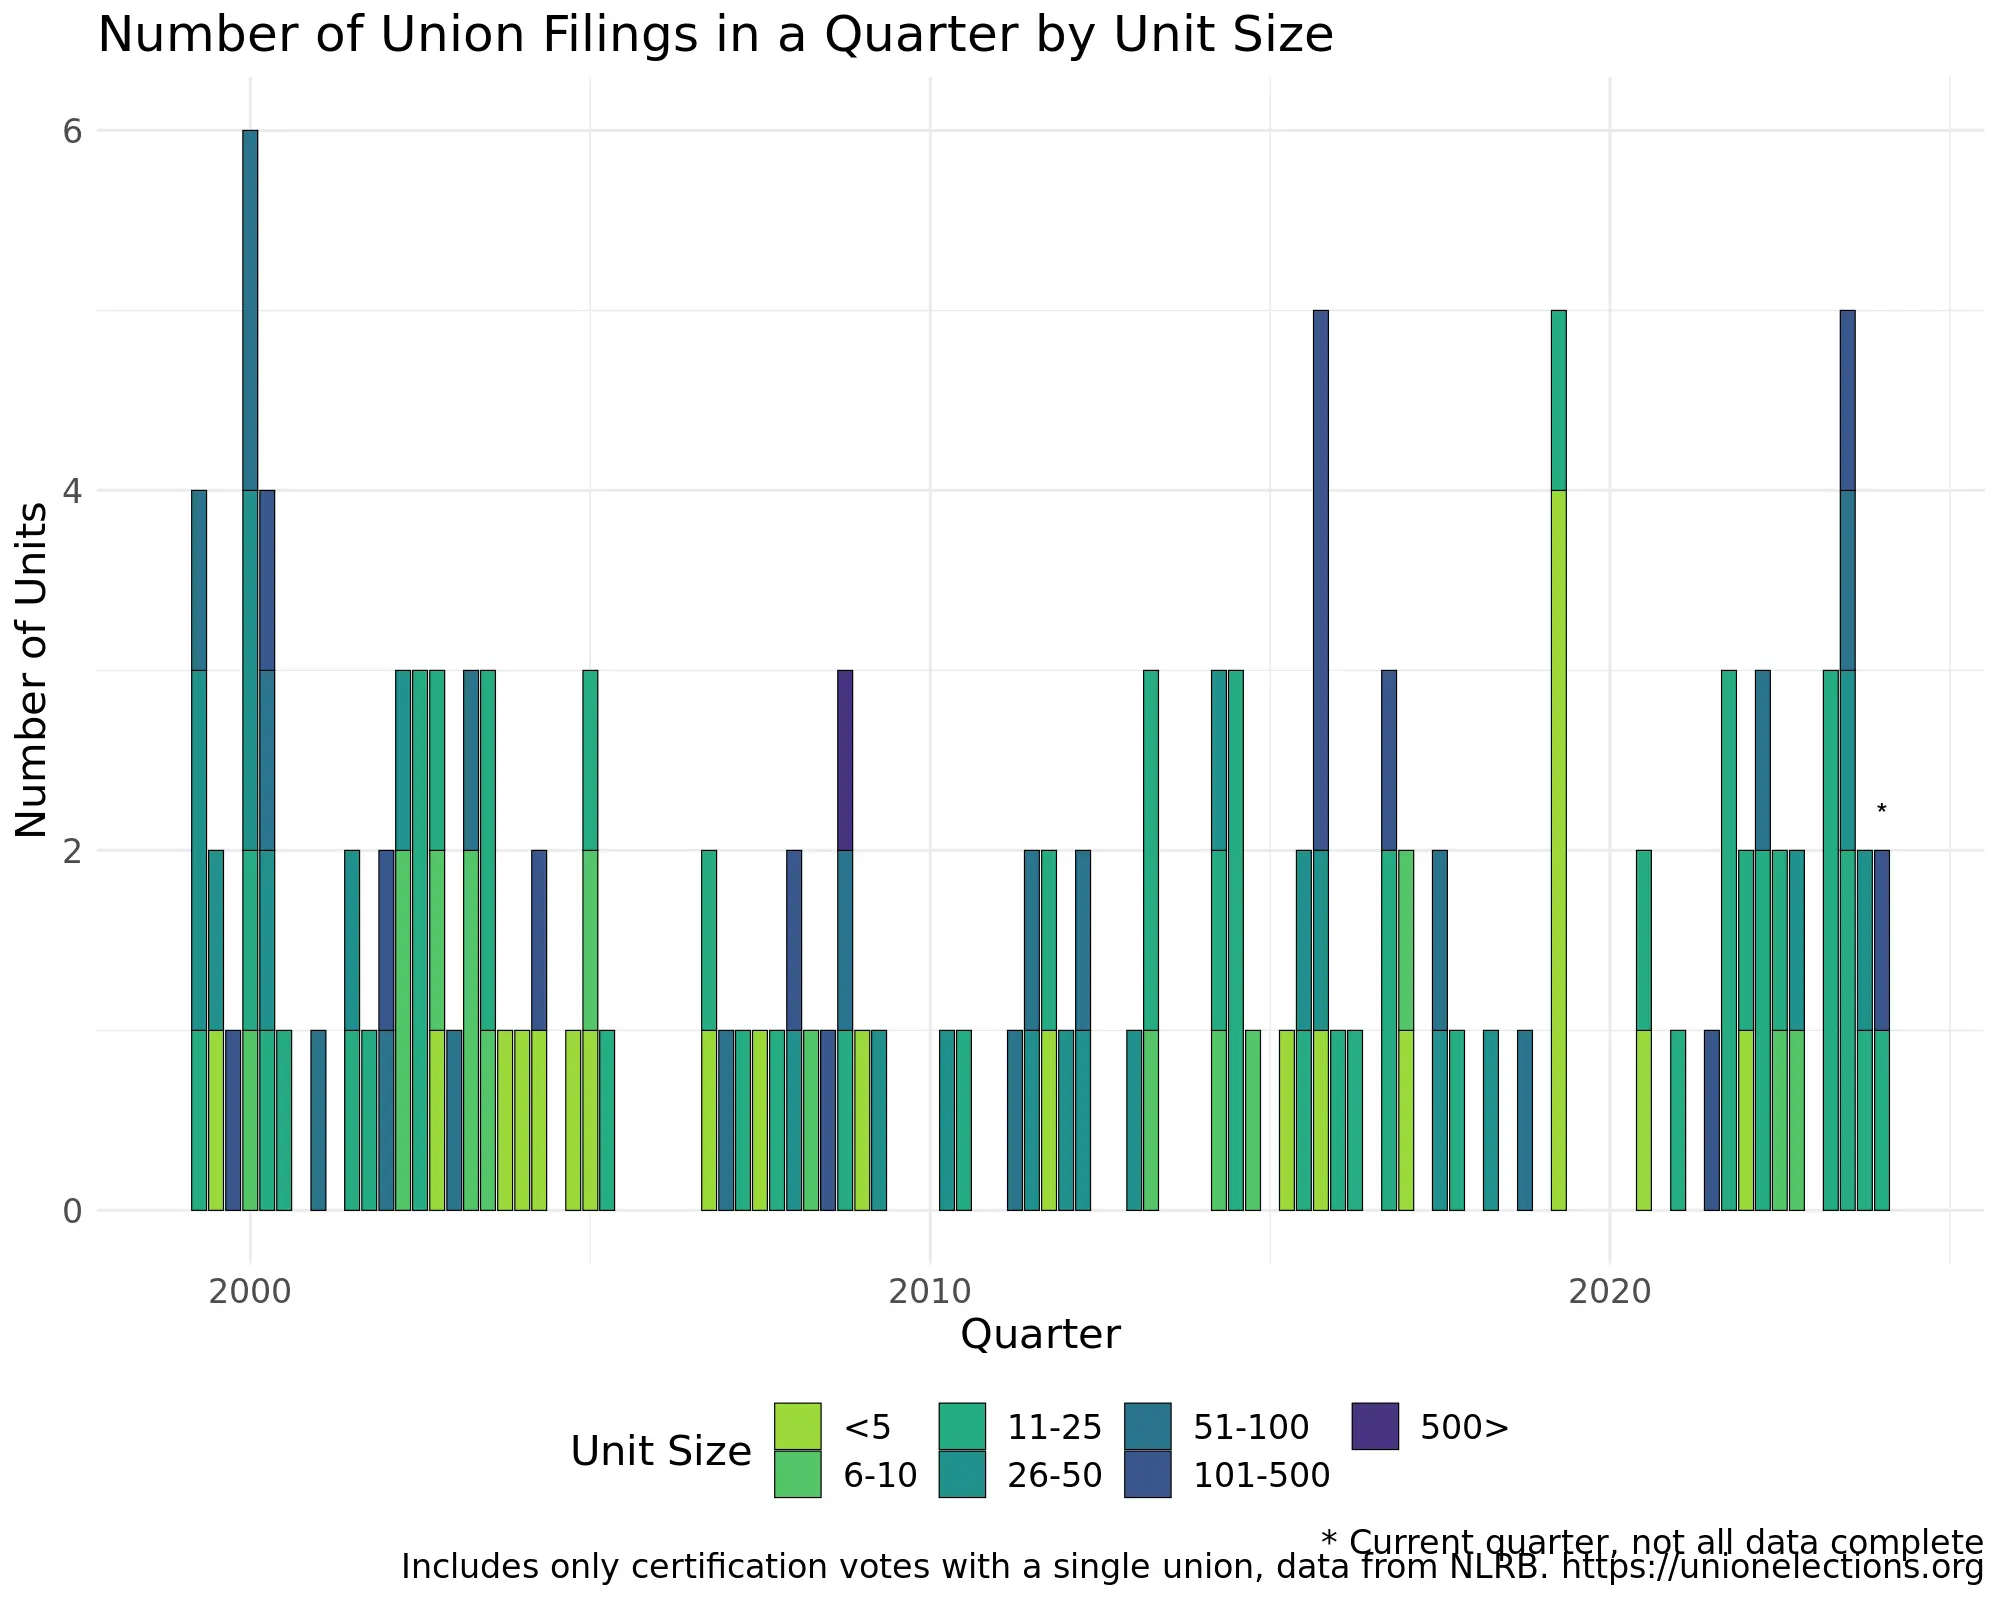 Number of Union Filings in a Quarter by Unit Size
Number of Units
6
4
2
0
*
2000 2010 2020
Quarter
Unit Size
<5 11-25 51-100 500>
6-10 26-50 101-500
* Current quarter, not all data complete
Includes only certification votes with a single union, data from NLRB. https://unionelections.org